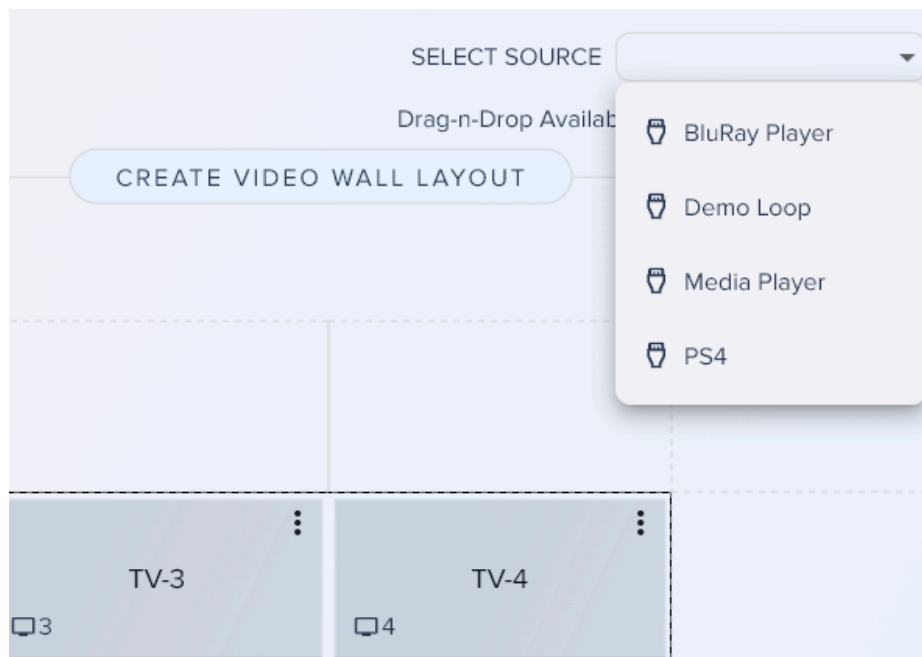 SELECT SOURCE
Drag-n-Drop
CREATE VIDEO WALL LAYOUT
BluRay Player
Demo Loop
Media Player
PS4
TV-3
TV-4
3
4